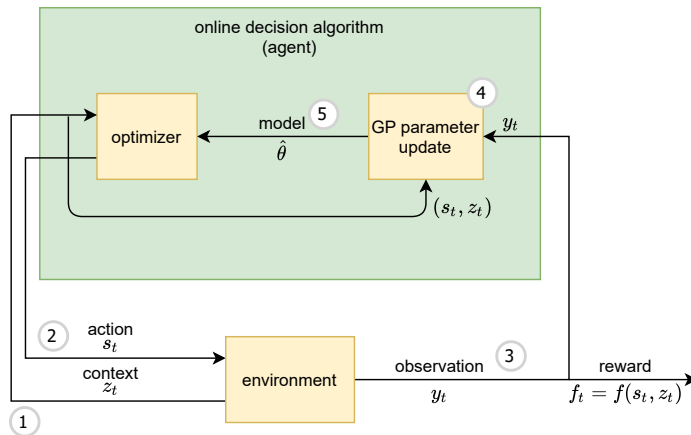 online decision algorithm
(agent)
optimizer
model
5
θ̂
GP parameter
update
4
y_t
(s_t, z_t)
2
action
s_t
context
z_t
1
environment
observation
3
y_t
reward
f_t = f(s_t, z_t)